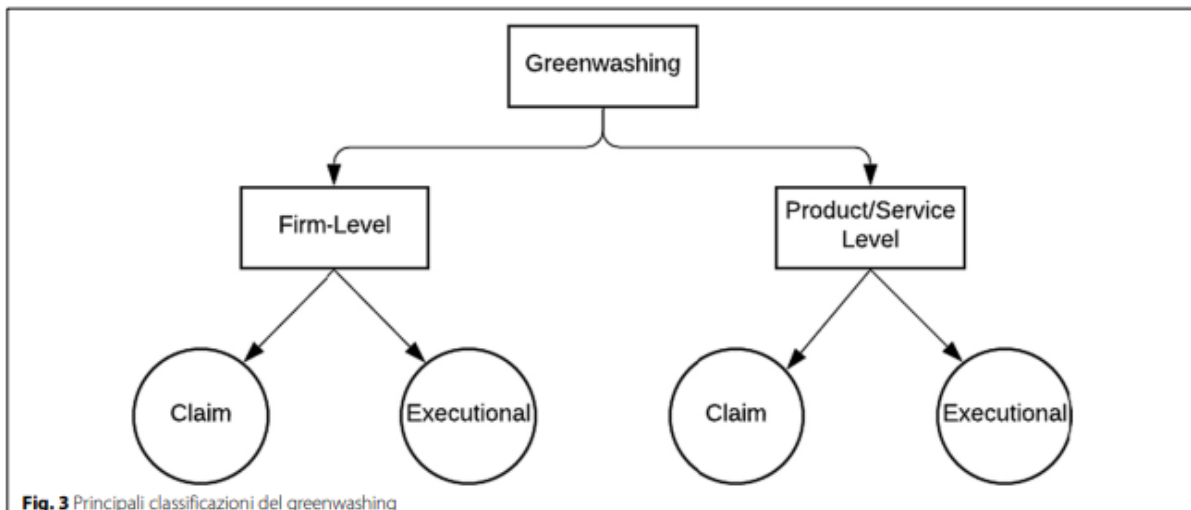 Greenwashing
Firm-Level
Product/Service
Level
Claim
Executional
Claim
Executional
Fig. 3 Principali classificazioni del greenwashing